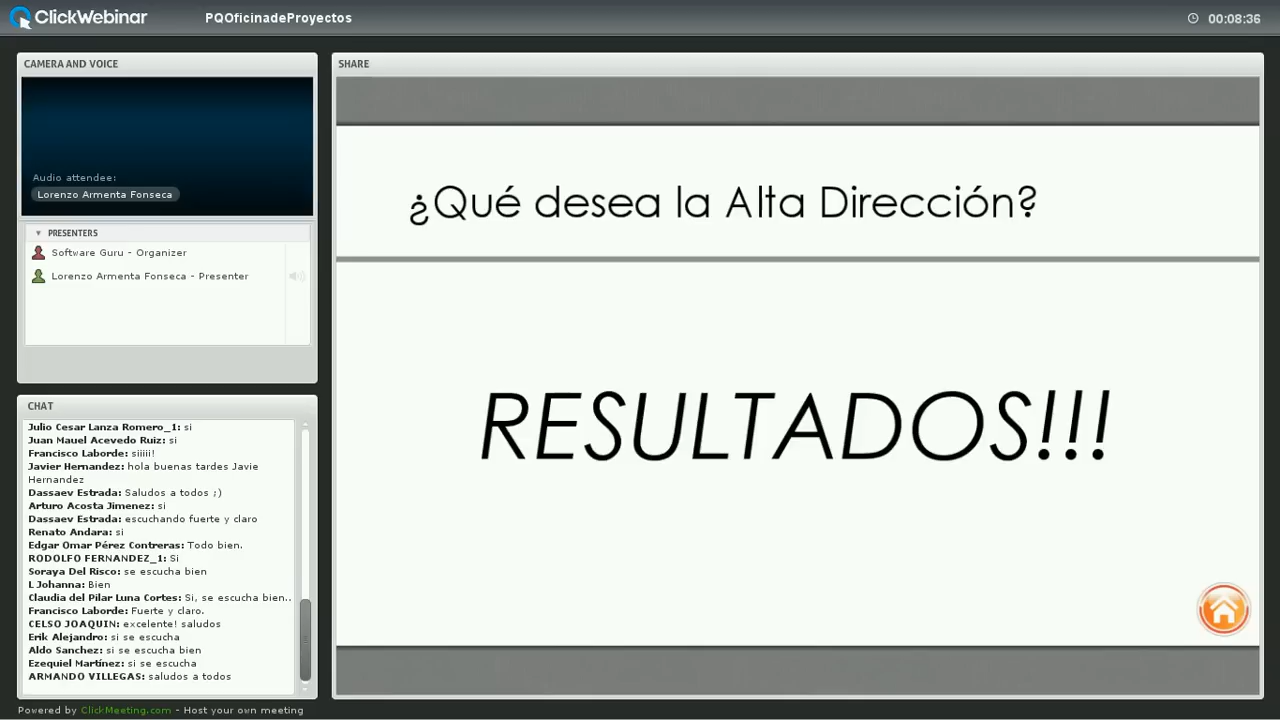 ClickWebinar
PQOficinadeProyectos
00:08:36
CAMERA AND VOICE
Audio attendee:
Lorenzo Armenta Fonseca
PRESENTERS
Software Guru - Organizer
Lorenzo Armenta Fonseca - Presenter
CHAT
Julio Cesar Lanza Romero_1: si
Juan Mauel Acevedo Ruiz: si
Francisco Laborde: siiiii!
Javier Hernandez: hola buenas tardes Javie
Hernandez
Dassaev Estrada: Saludos a todos ;)
Arturo Acosta Jimenez: si
Dassaev Estrada: escuchando fuerte y claro
Renato Andara: si
Edgar Omar Pérez Contreras: Todo bien.
RODOLFO FERNANDEZ_1: Si
Soraya Del Risco: se escucha bien
L Johanna: Bien
Claudia del Pilar Luna Cortes: Si, se escucha bien..
Francisco Laborde: Fuerte y claro.
CELSO JOAQUIN: excelente! saludos
Erik Alejandro: si se escucha
Aldo Sanchez: si se escucha bien
Ezequiel Martínez: si se escucha
ARMANDO VILLEGAS: saludos a todos
SHARE
¿Qué desea la Alta Dirección?
RESULTADOS!!!
Powered by ClickMeeting.com - Host your own meeting